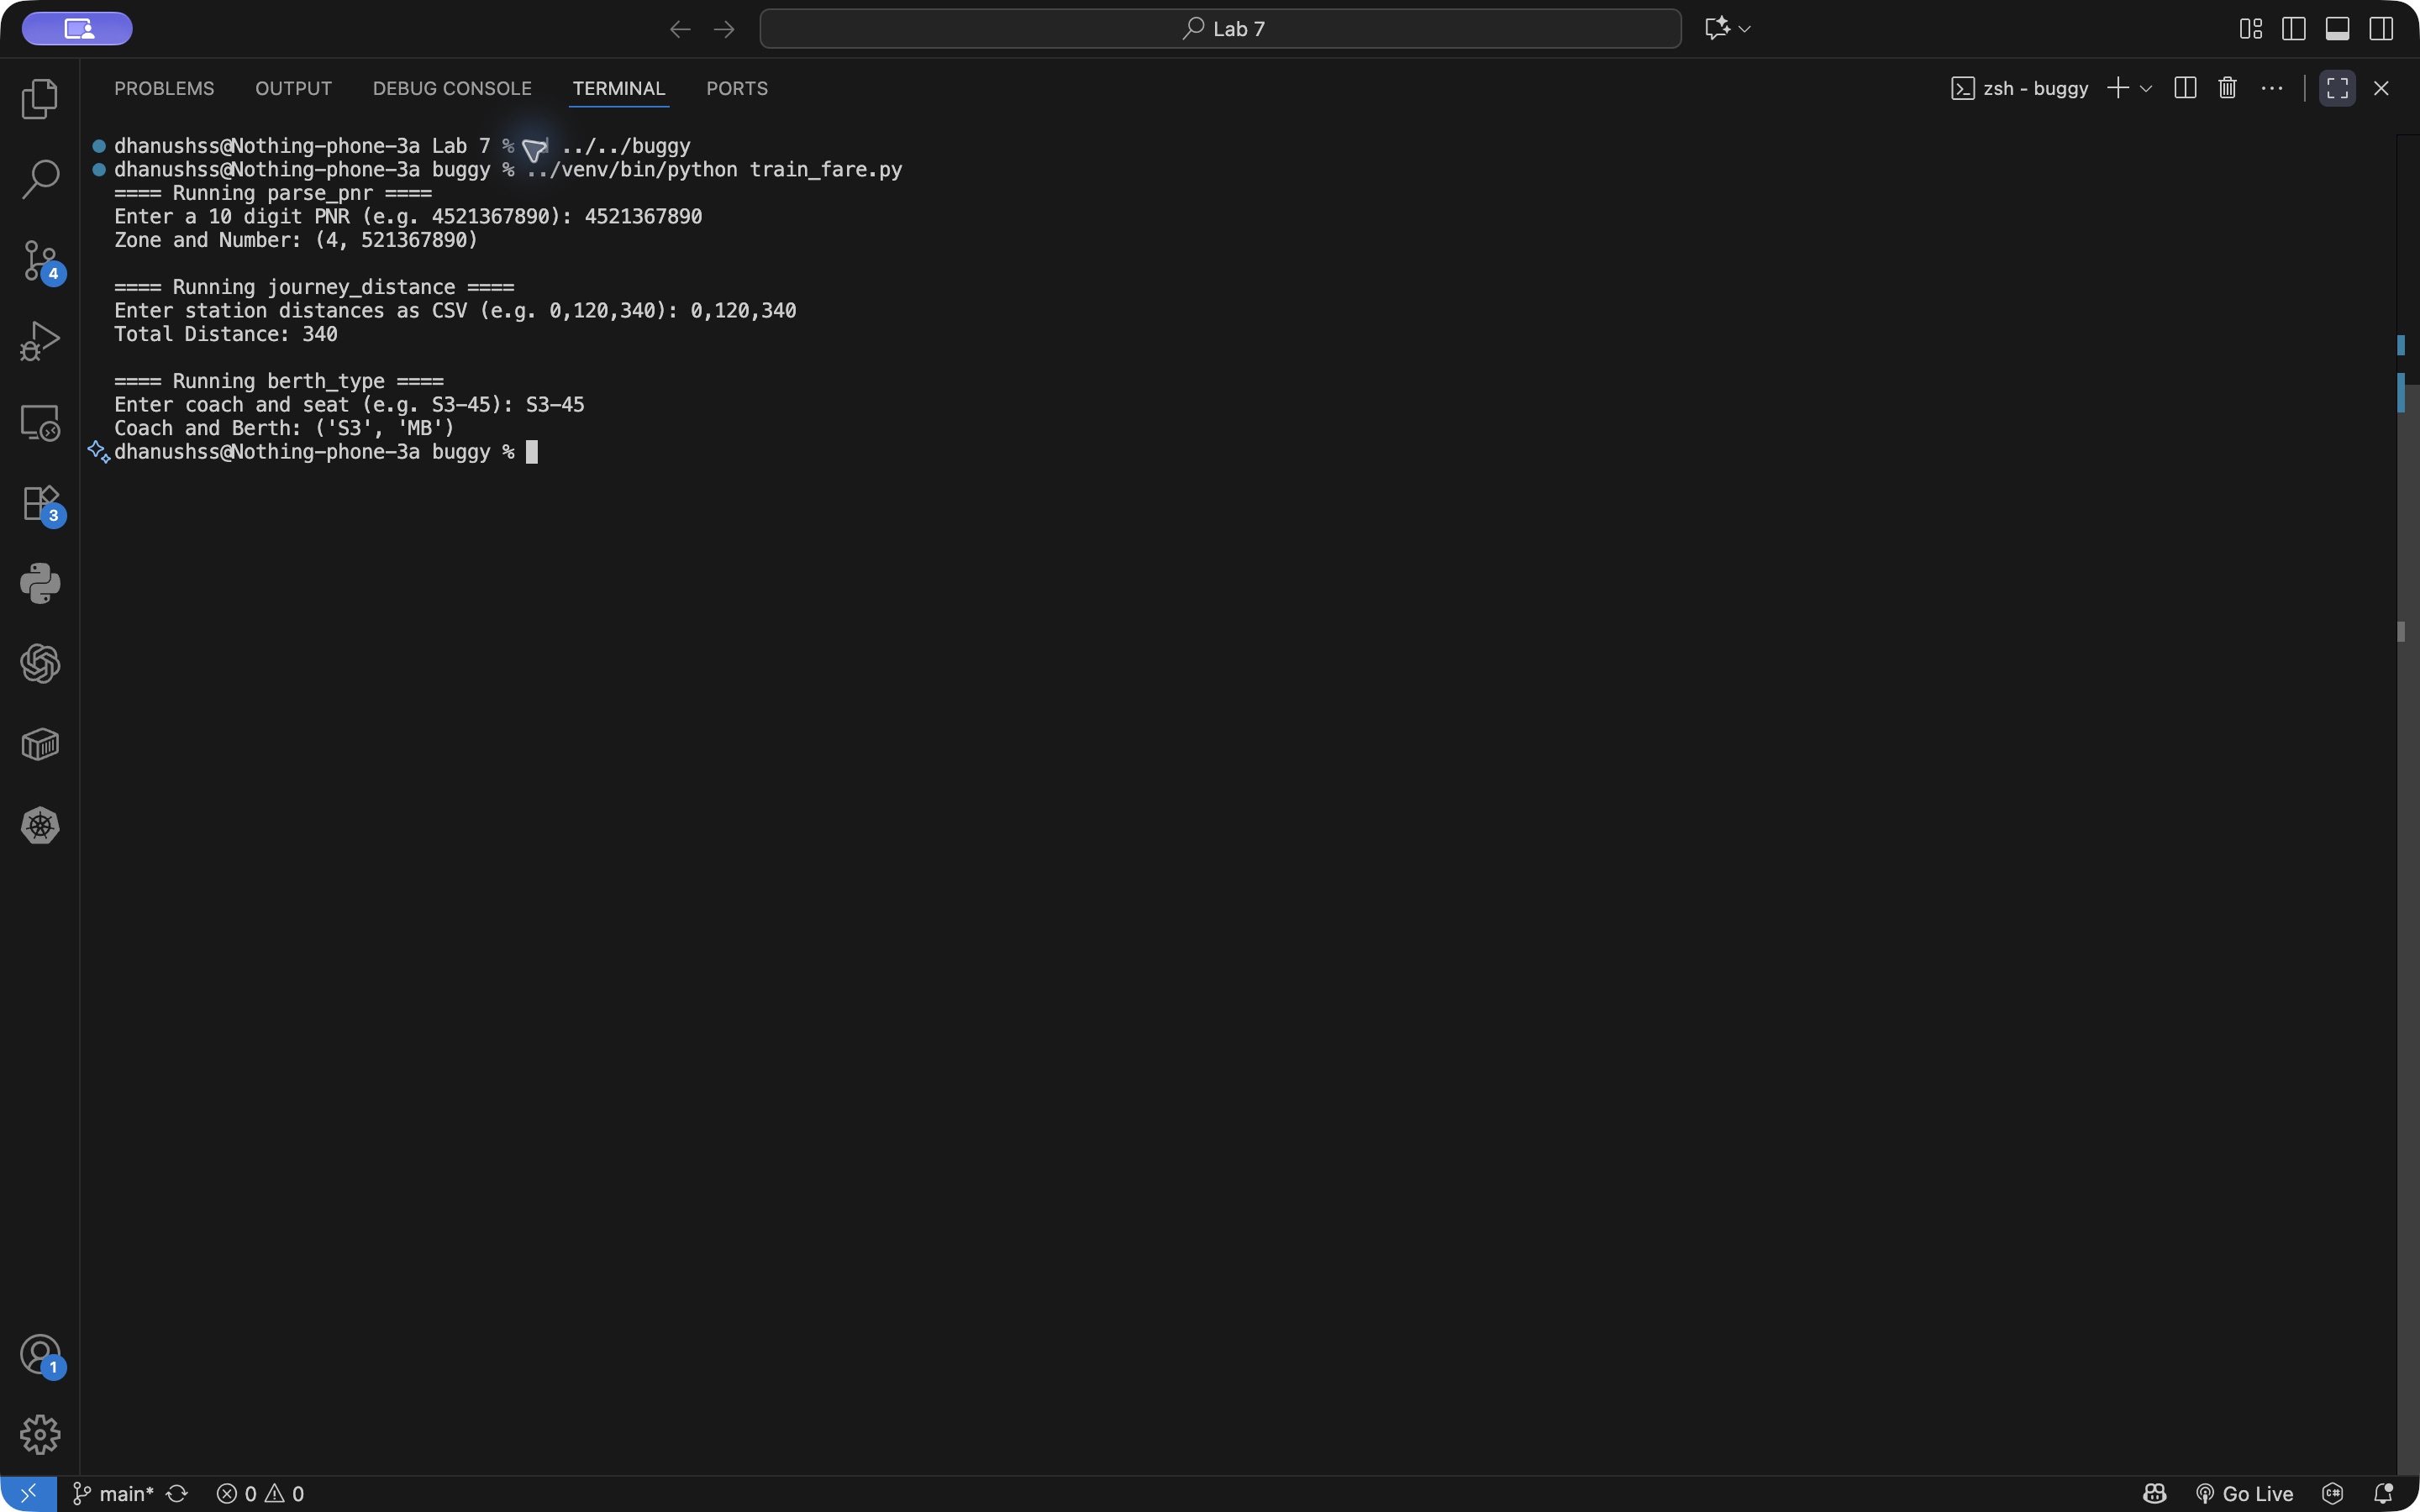 Lab 7
PROBLEMS OUTPUT DEBUG CONSOLE TERMINAL PORTS
zsh - buggy
dhanushss@Nothing-phone-3a Lab 7 % ../../buggy
dhanushss@Nothing-phone-3a buggy % ../venv/bin/python train_fare.py
==== Running parse_pnr ====
Enter a 10 digit PNR (e.g. 4521367890): 4521367890
Zone and Number: (4, 521367890)
==== Running journey_distance ====
Enter station distances as CSV (e.g. 0,120,340): 0,120,340
Total Distance: 340
==== Running berth_type ====
Enter coach and seat (e.g. S3-45): S3-45
Coach and Berth: ('S3', 'MB')
dhanushss@Nothing-phone-3a buggy %
4
3
1
main* 0 0
Go Live